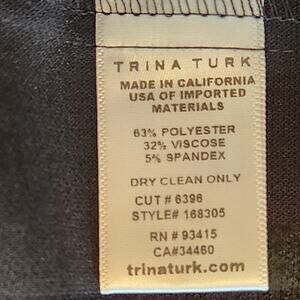 TRINA TURK
MADE IN CALIFORNIA
USA OF IMPORTED
MATERIALS
63% POLYESTER
32% VISCOSE
5% SPANDEX
DRY CLEAN ONLY
CUT # 6396
STYLE# 168305
RN # 93415
CA#34460
trinaturk.com